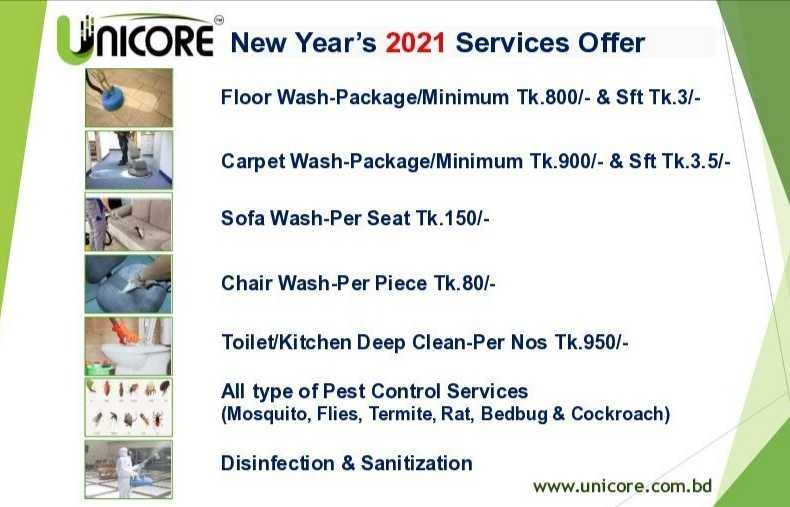 UNICORE TM New Year's 2021 Services Offer
Floor Wash-Package/Minimum Tk.800/- & Sft Tk.3/-
Carpet Wash-Package/Minimum Tk.900/- & Sft Tk.3.5/-
Sofa Wash-Per Seat Tk.150/-
Chair Wash-Per Piece Tk.80/-
Toilet/Kitchen Deep Clean-Per Nos Tk.950/-
All type of Pest Control Services
(Mosquito, Flies, Termite, Rat, Bedbug & Cockroach)
Disinfection & Sanitization
www.unicore.com.bd